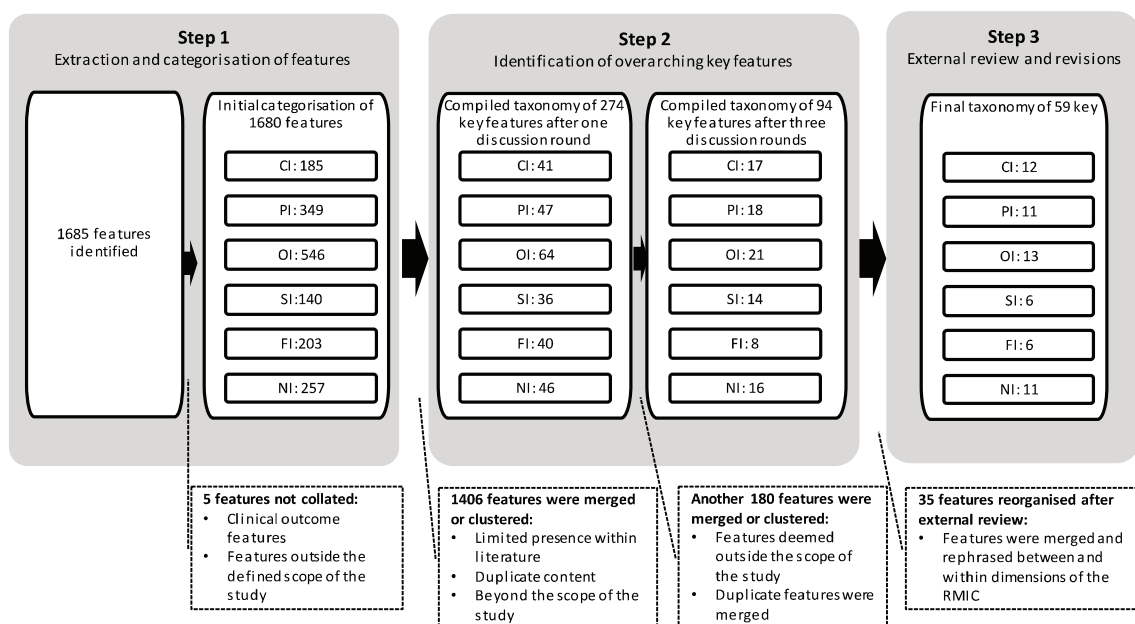 Step 1
Extraction and categorisation of features
1685 features
identified
Initial categorisation of
1680 features
CI: 185
PI: 349
OI: 546
SI:140
FI:203
NI: 257
Step 2
Identification of overarching key features
Compiled taxonomy of 274
key features after one
discussion round
CI: 41
PI: 47
OI: 64
SI: 36
FI: 40
NI: 46
Compiled taxonomy of 94
key features after three
discussion rounds
CI: 17
PI: 18
OI: 21
SI: 14
FI: 8
NI: 16
Step 3
External review and revisions
Final taxonomy of 59 key
CI: 12
PI: 11
OI: 13
SI: 6
FI: 6
NI: 11
5 features not collated:
• Clinical outcome
features
• Features outside the
defined scope of the
study
1406 features were merged
or clustered:
• Limited presence within
literature
• Duplicate content
• Beyond the scope of the
study
Another 180 features were
merged or clustered:
• Features deemed
outside the scope of
the study
• Duplicate features were
merged
35 features reorganised after
external review:
• Features were merged and
rephrased between and
within dimensions of the
RMIC